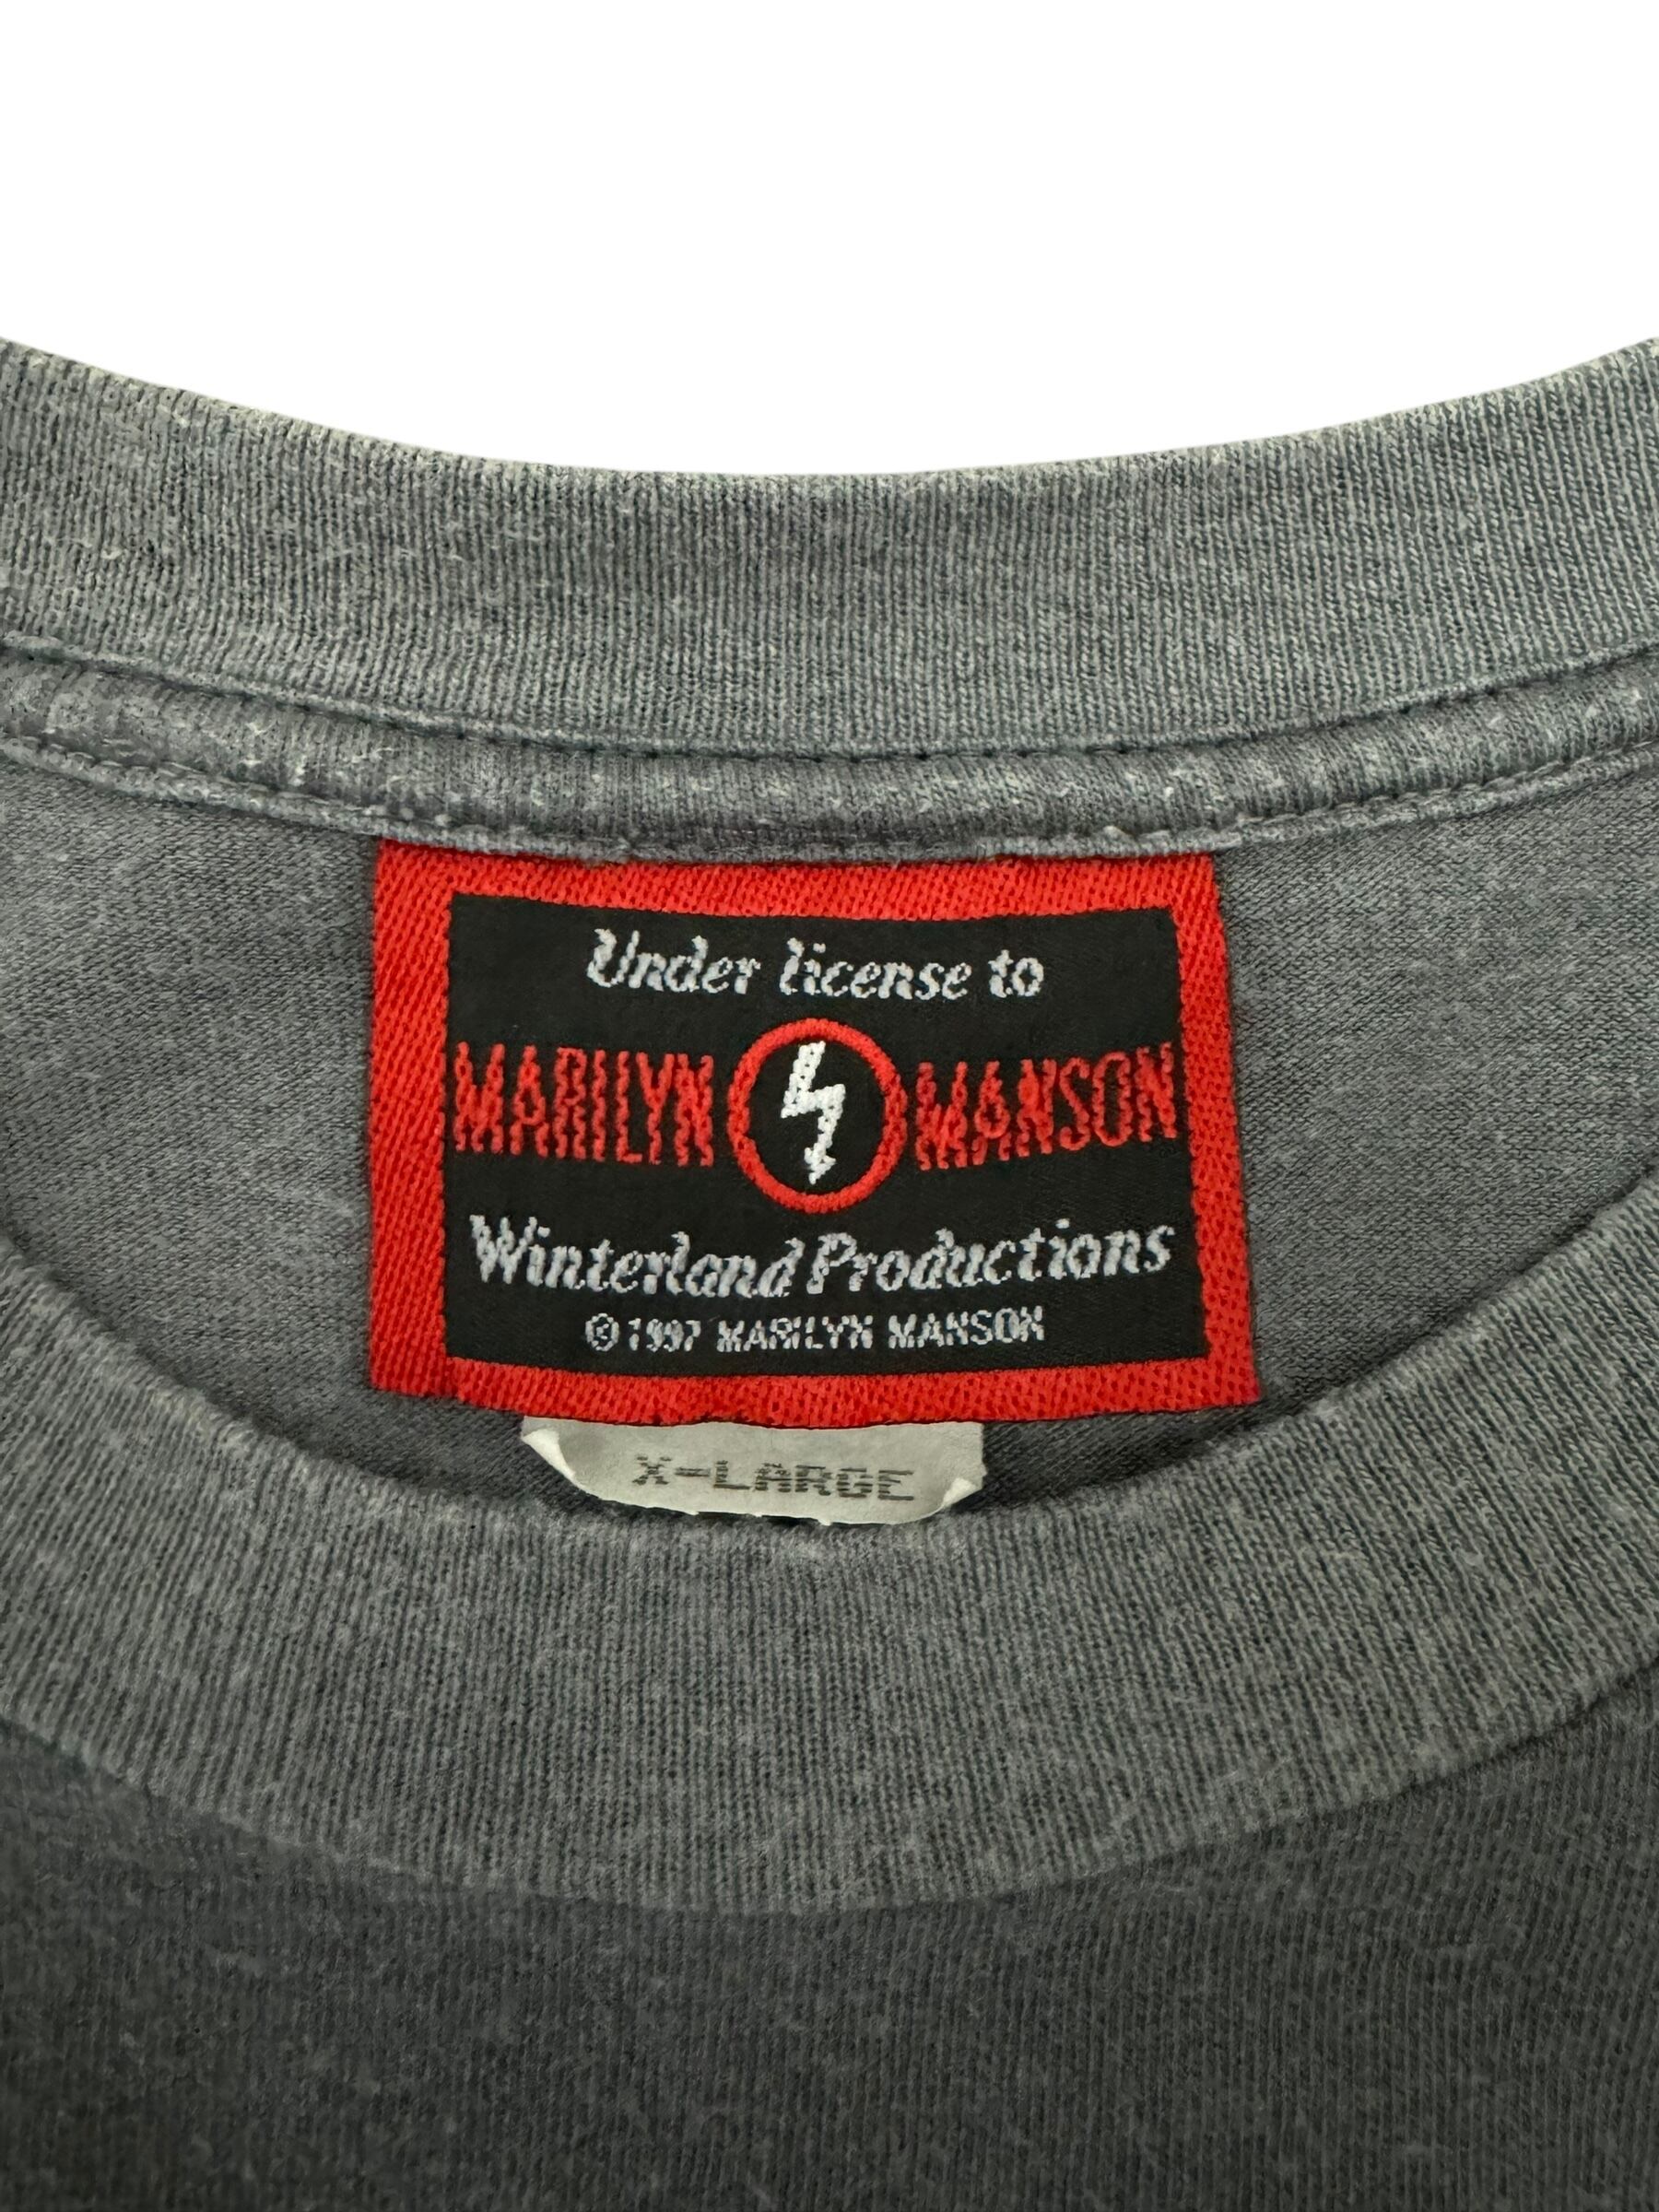 Under license to
MARILYN MANSON
Winterland Productions
© 1997 MARILYN MANSON
X-LARGE